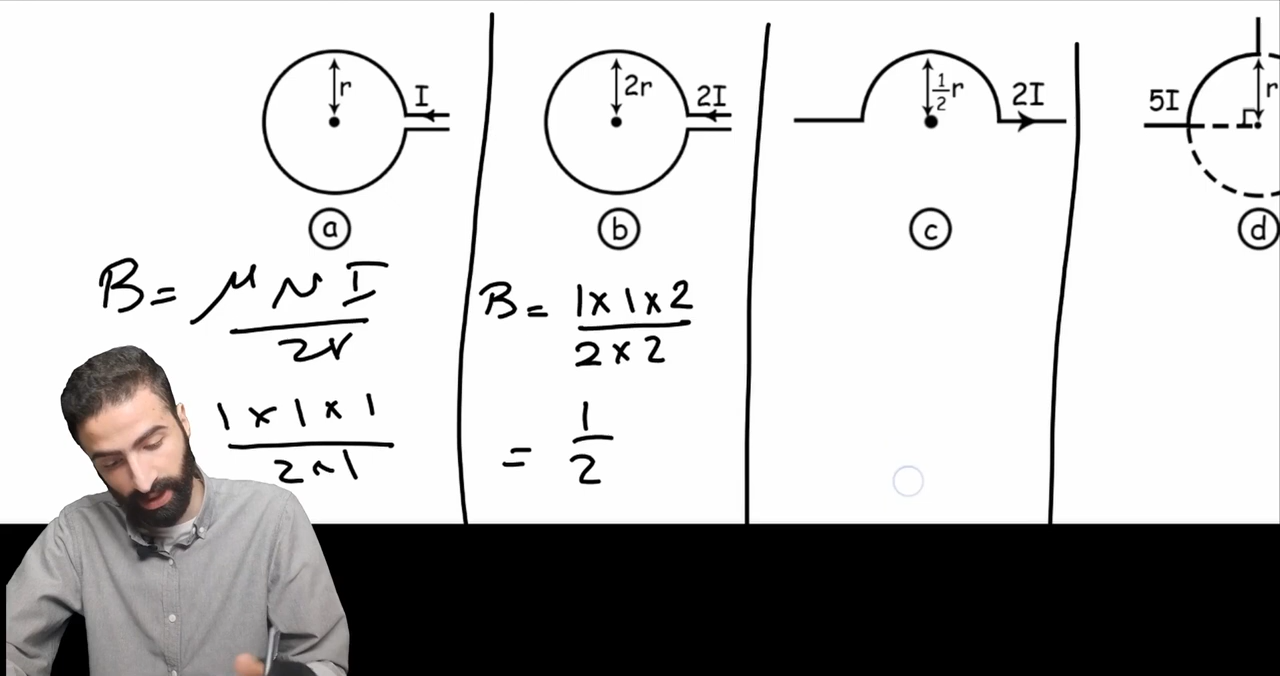 r I
2r 2I
1/2 r 2I
5I r
a b c d
B = μ N I / 2r
1 x 1 x 1 / 2 x 1
B = 1 x 1 x 2 / 2 x 2
= 1 / 2